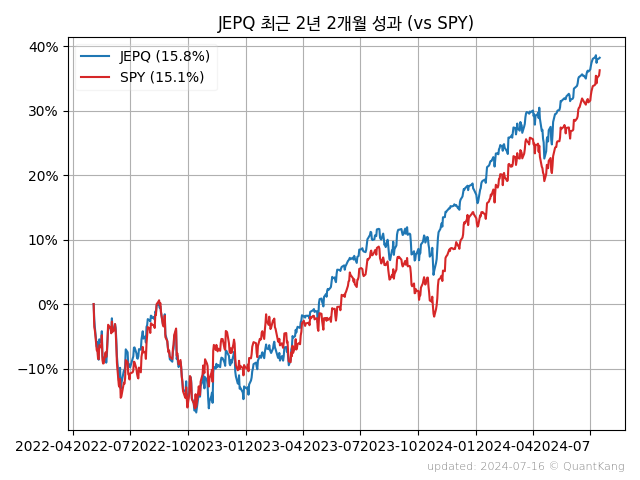 JEPQ 최근 2년 2개월 성과 (vs SPY)
JEPQ (15.8%)
SPY (15.1%)
40%
30%
20%
10%
0%
−10%
2022-04 2022-07 2022-10 2023-01 2023-04 2023-07 2023-10 2024-01 2024-04 2024-07
updated: 2024-07-16 © QuantKang